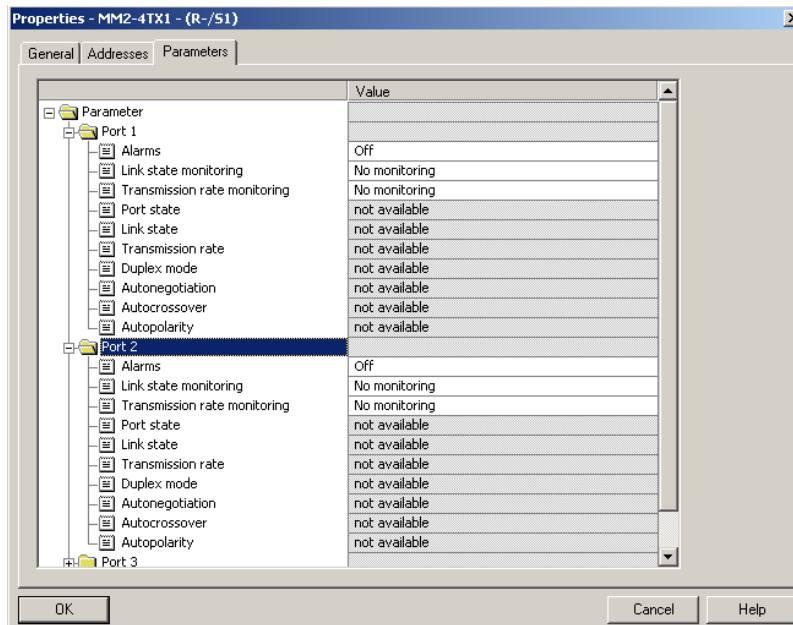 Properties - MM2-4TX1 - (R-/S1)
General Addresses Parameters
Value
Parameter
Port 1
Alarms Off
Link state monitoring No monitoring
Transmission rate monitoring No monitoring
Port state not available
Link state not available
Transmission rate not available
Duplex mode not available
Autonegotiation not available
Autocrossover not available
Autopolarity not available
Port 2
Alarms Off
Link state monitoring No monitoring
Transmission rate monitoring No monitoring
Port state not available
Link state not available
Transmission rate not available
Duplex mode not available
Autonegotiation not available
Autocrossover not available
Autopolarity not available
Port 3
OK Cancel Help